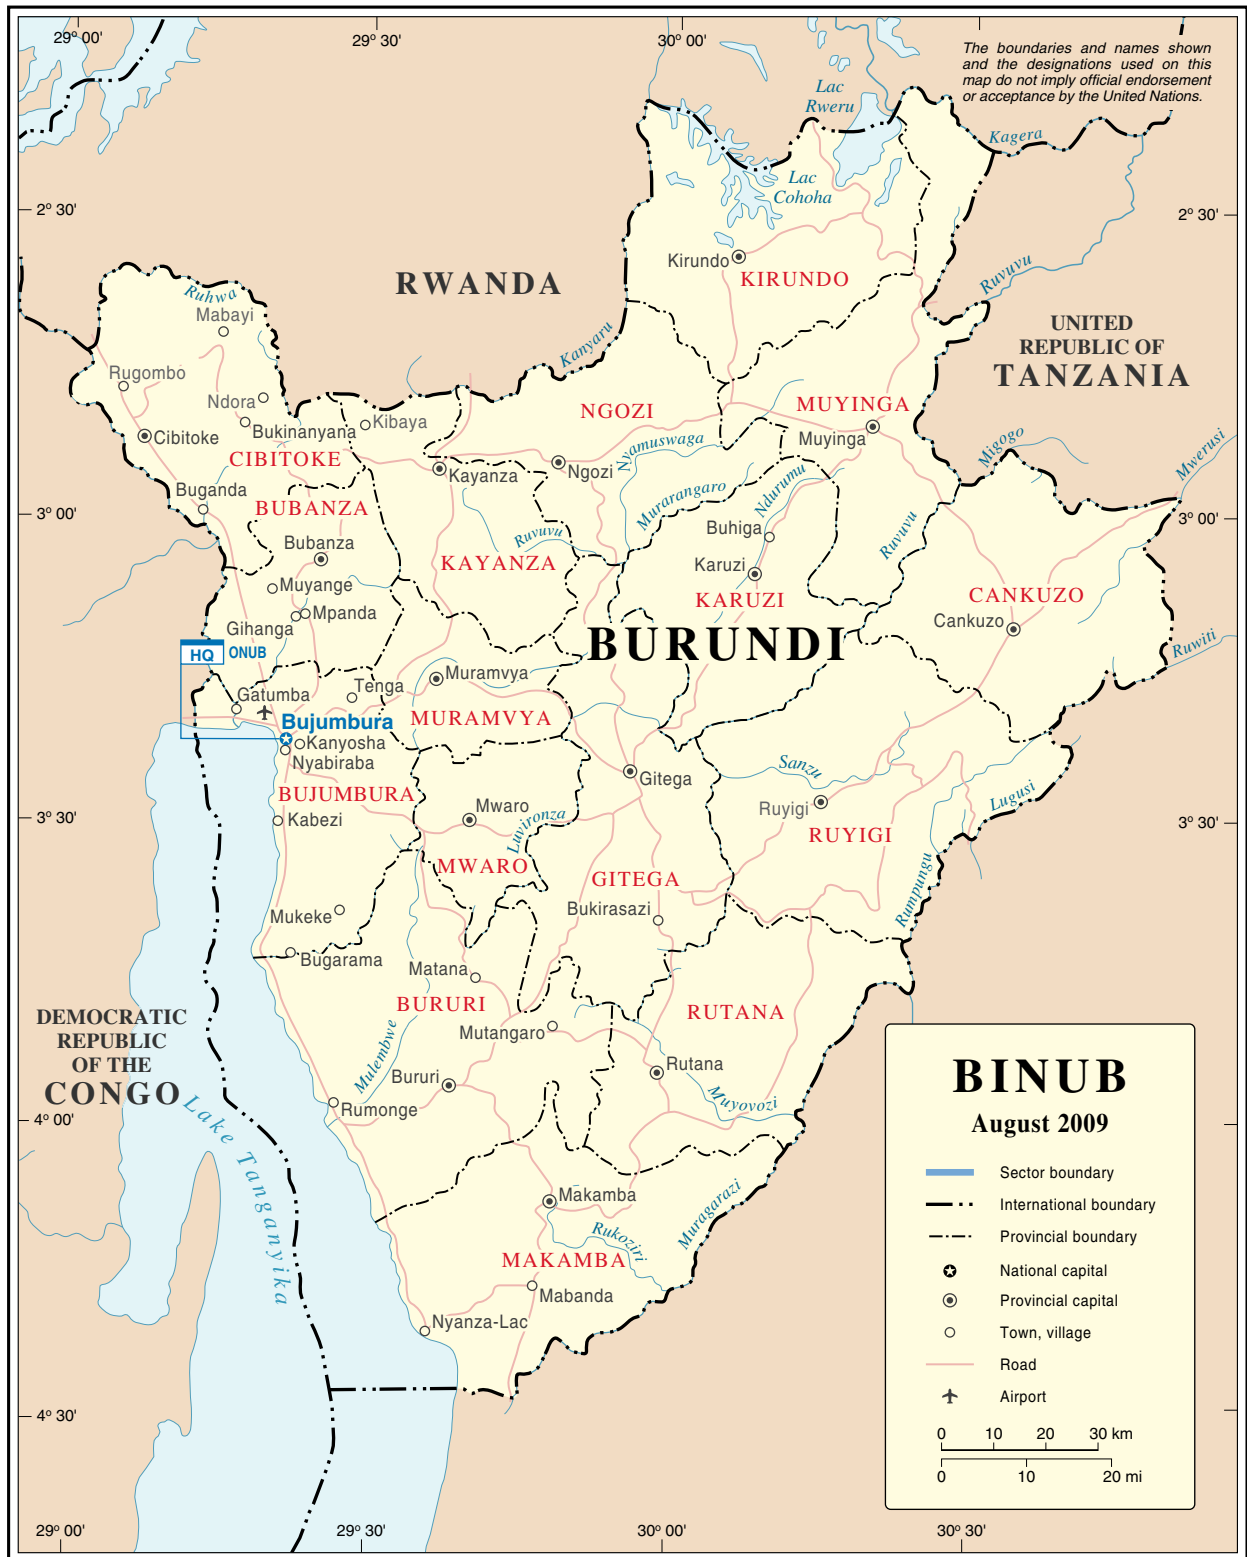 29° 00'
29° 30'
30° 00'
The boundaries and names shown
and the designations used on this
map do not imply official endorsement
or acceptance by the United Nations.
Lac
Rweru
Kagera
Lac
Cohoha
2° 30'
2° 30'
Kirundo
KIRUNDO
RWANDA
Ruvuvu
Ruhwa
Mabayi
Kanyaru
UNITED
REPUBLIC OF
TANZANIA
Rugombo
Ndora
Kibaya
NGOZI
MUYINGA
Cibitoke
Bukinanyana
Muyinga
Nyamuswaga
Migogo
Mwerusi
CIBITOKE
Kayanza
Ngozi
Buganda
Murarangaro
Ndurumu
BUBANZA
3° 00'
3° 00'
Buhiga
Ruvuvu
Ruvuvu
Bubanza
KAYANZA
Karuzi
Muyange
KARUZI
CANKUZO
Mpanda
Cankuzo
Gihanga
BURUNDI
Ruwiti
HQ
ONUB
Muramvya
Gatumba
Tenga
Bujumbura
MURAMVYA
Kanyosha
Nyabiraba
Gitega
Sanzu
BUJUMBURA
Lugusi
Mwaro
Ruyigi
Kabezi
Luvironza
3° 30'
3° 30'
RUYIGI
MWARO
GITEGA
Rumpungu
Mukeke
Bukirasazi
Bugarama
Matana
BURURI
RUTANA
DEMOCRATIC
REPUBLIC
OF THE
CONGO
Mutangaro
Mulembwe
Bururi
Rutana
Muyovozi
Rumonge
4° 00'
Lake Tanganyika
Makamba
Muragarazi
Rukoziri
MAKAMBA
Mabanda
Nyanza-Lac
4° 30'
BINUB
August 2009
Sector boundary
International boundary
Provincial boundary
National capital
Provincial capital
Town, village
Road
Airport
0 10 20 30 km
0 10 20 mi
29° 00'
29° 30'
30° 00'
30° 30'